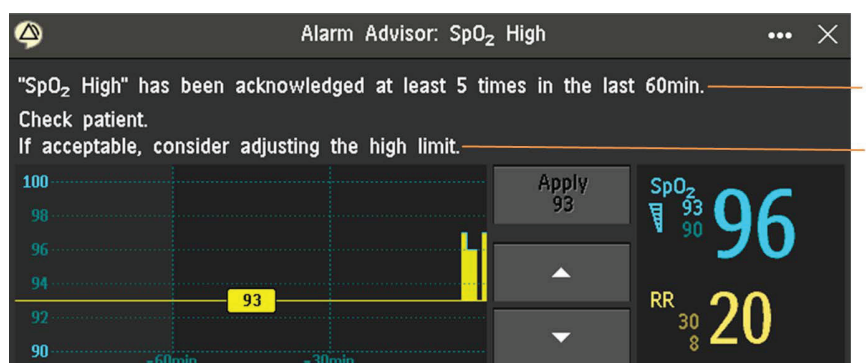 Alarm Advisor: SpO₂ High
"SpO₂ High" has been acknowledged at least 5 times in the last 60min.
Check patient.
If acceptable, consider adjusting the high limit.
100
98
96
94
93
92
90
-60min
-30min
Apply
93
SpO₂
93
90
96
RR
30
8
20